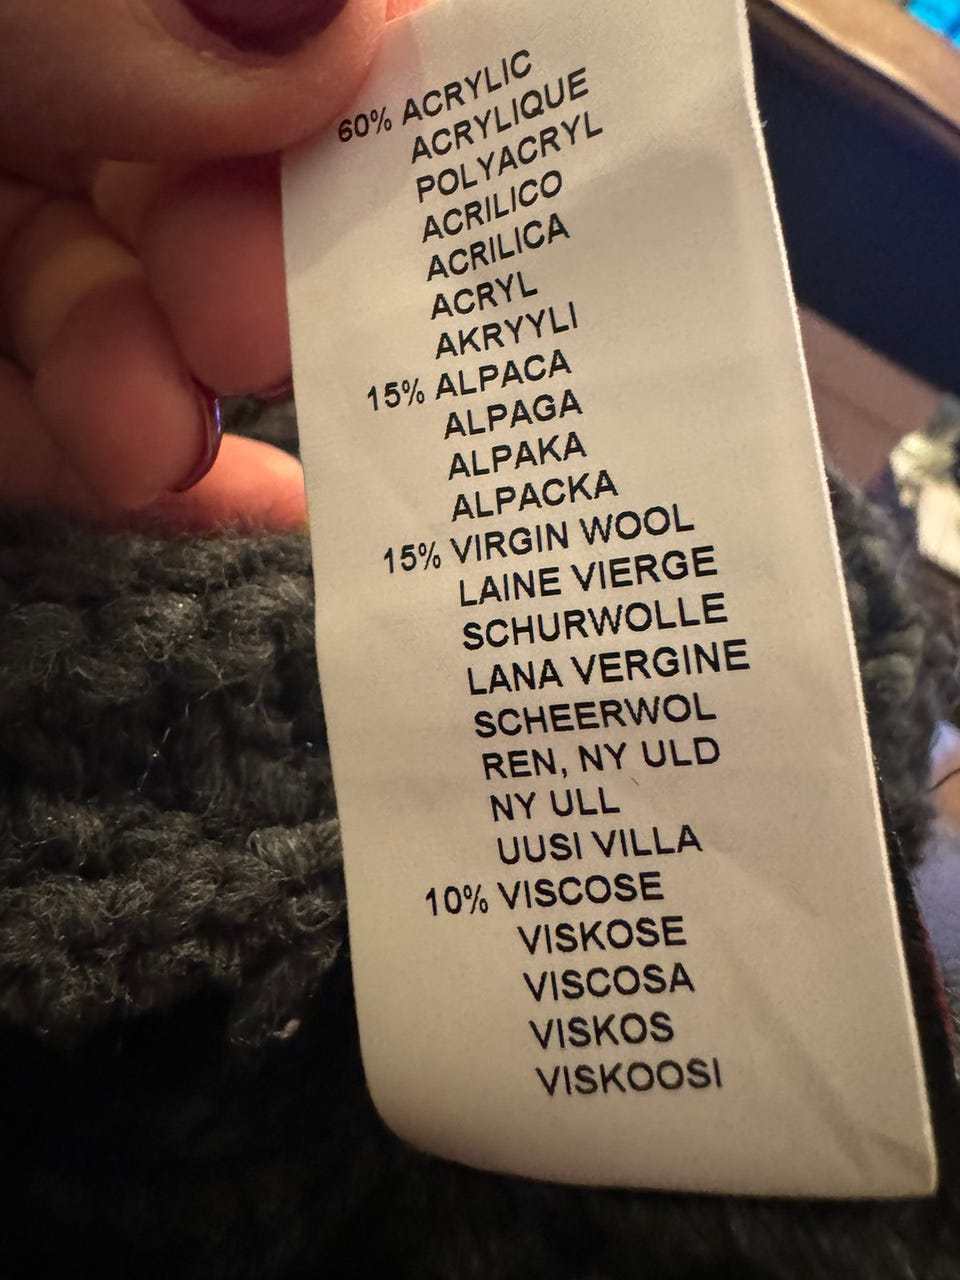 60% ACRYLIC
ACRYLIQUE
POLYACRYL
ACRILICO
ACRILICA
ACRYL
AKRYYLI
15% ALPACA
ALPAGA
ALPAKA
ALPACKA
15% VIRGIN WOOL
LAINE VIERGE
SCHURWOLLE
LANA VERGINE
SCHEERWOL
REN, NY ULD
NY ULL
UUSI VILLA
10% VISCOSE
VISKOSE
VISCOSA
VISKOS
VISKOOSI